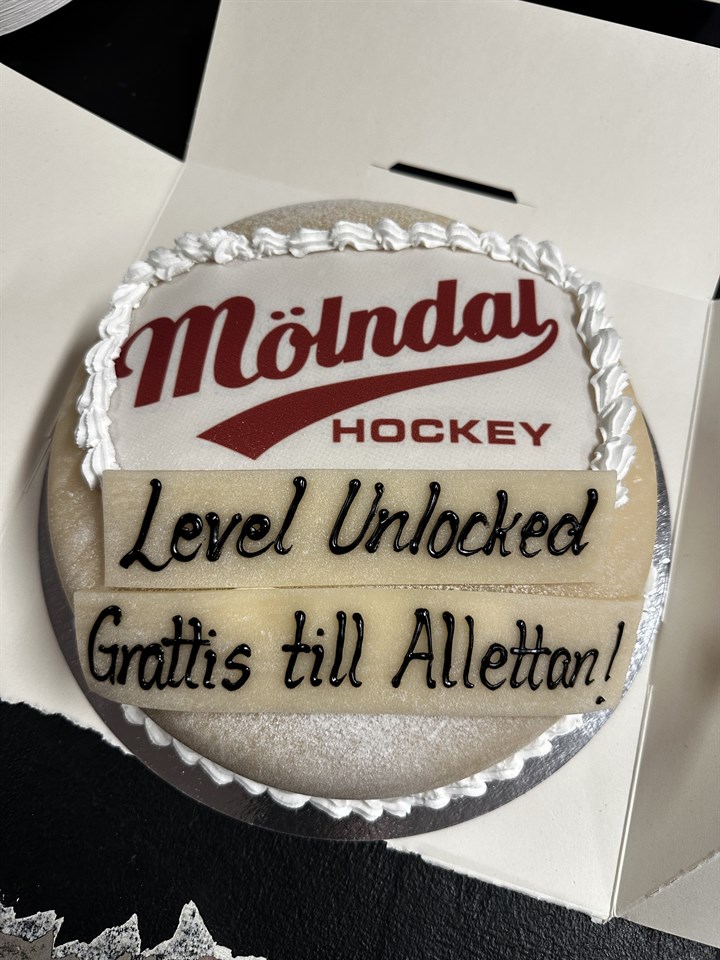 Mölndal
HOCKEY
Level Unlocked
Grattis till Allettan!